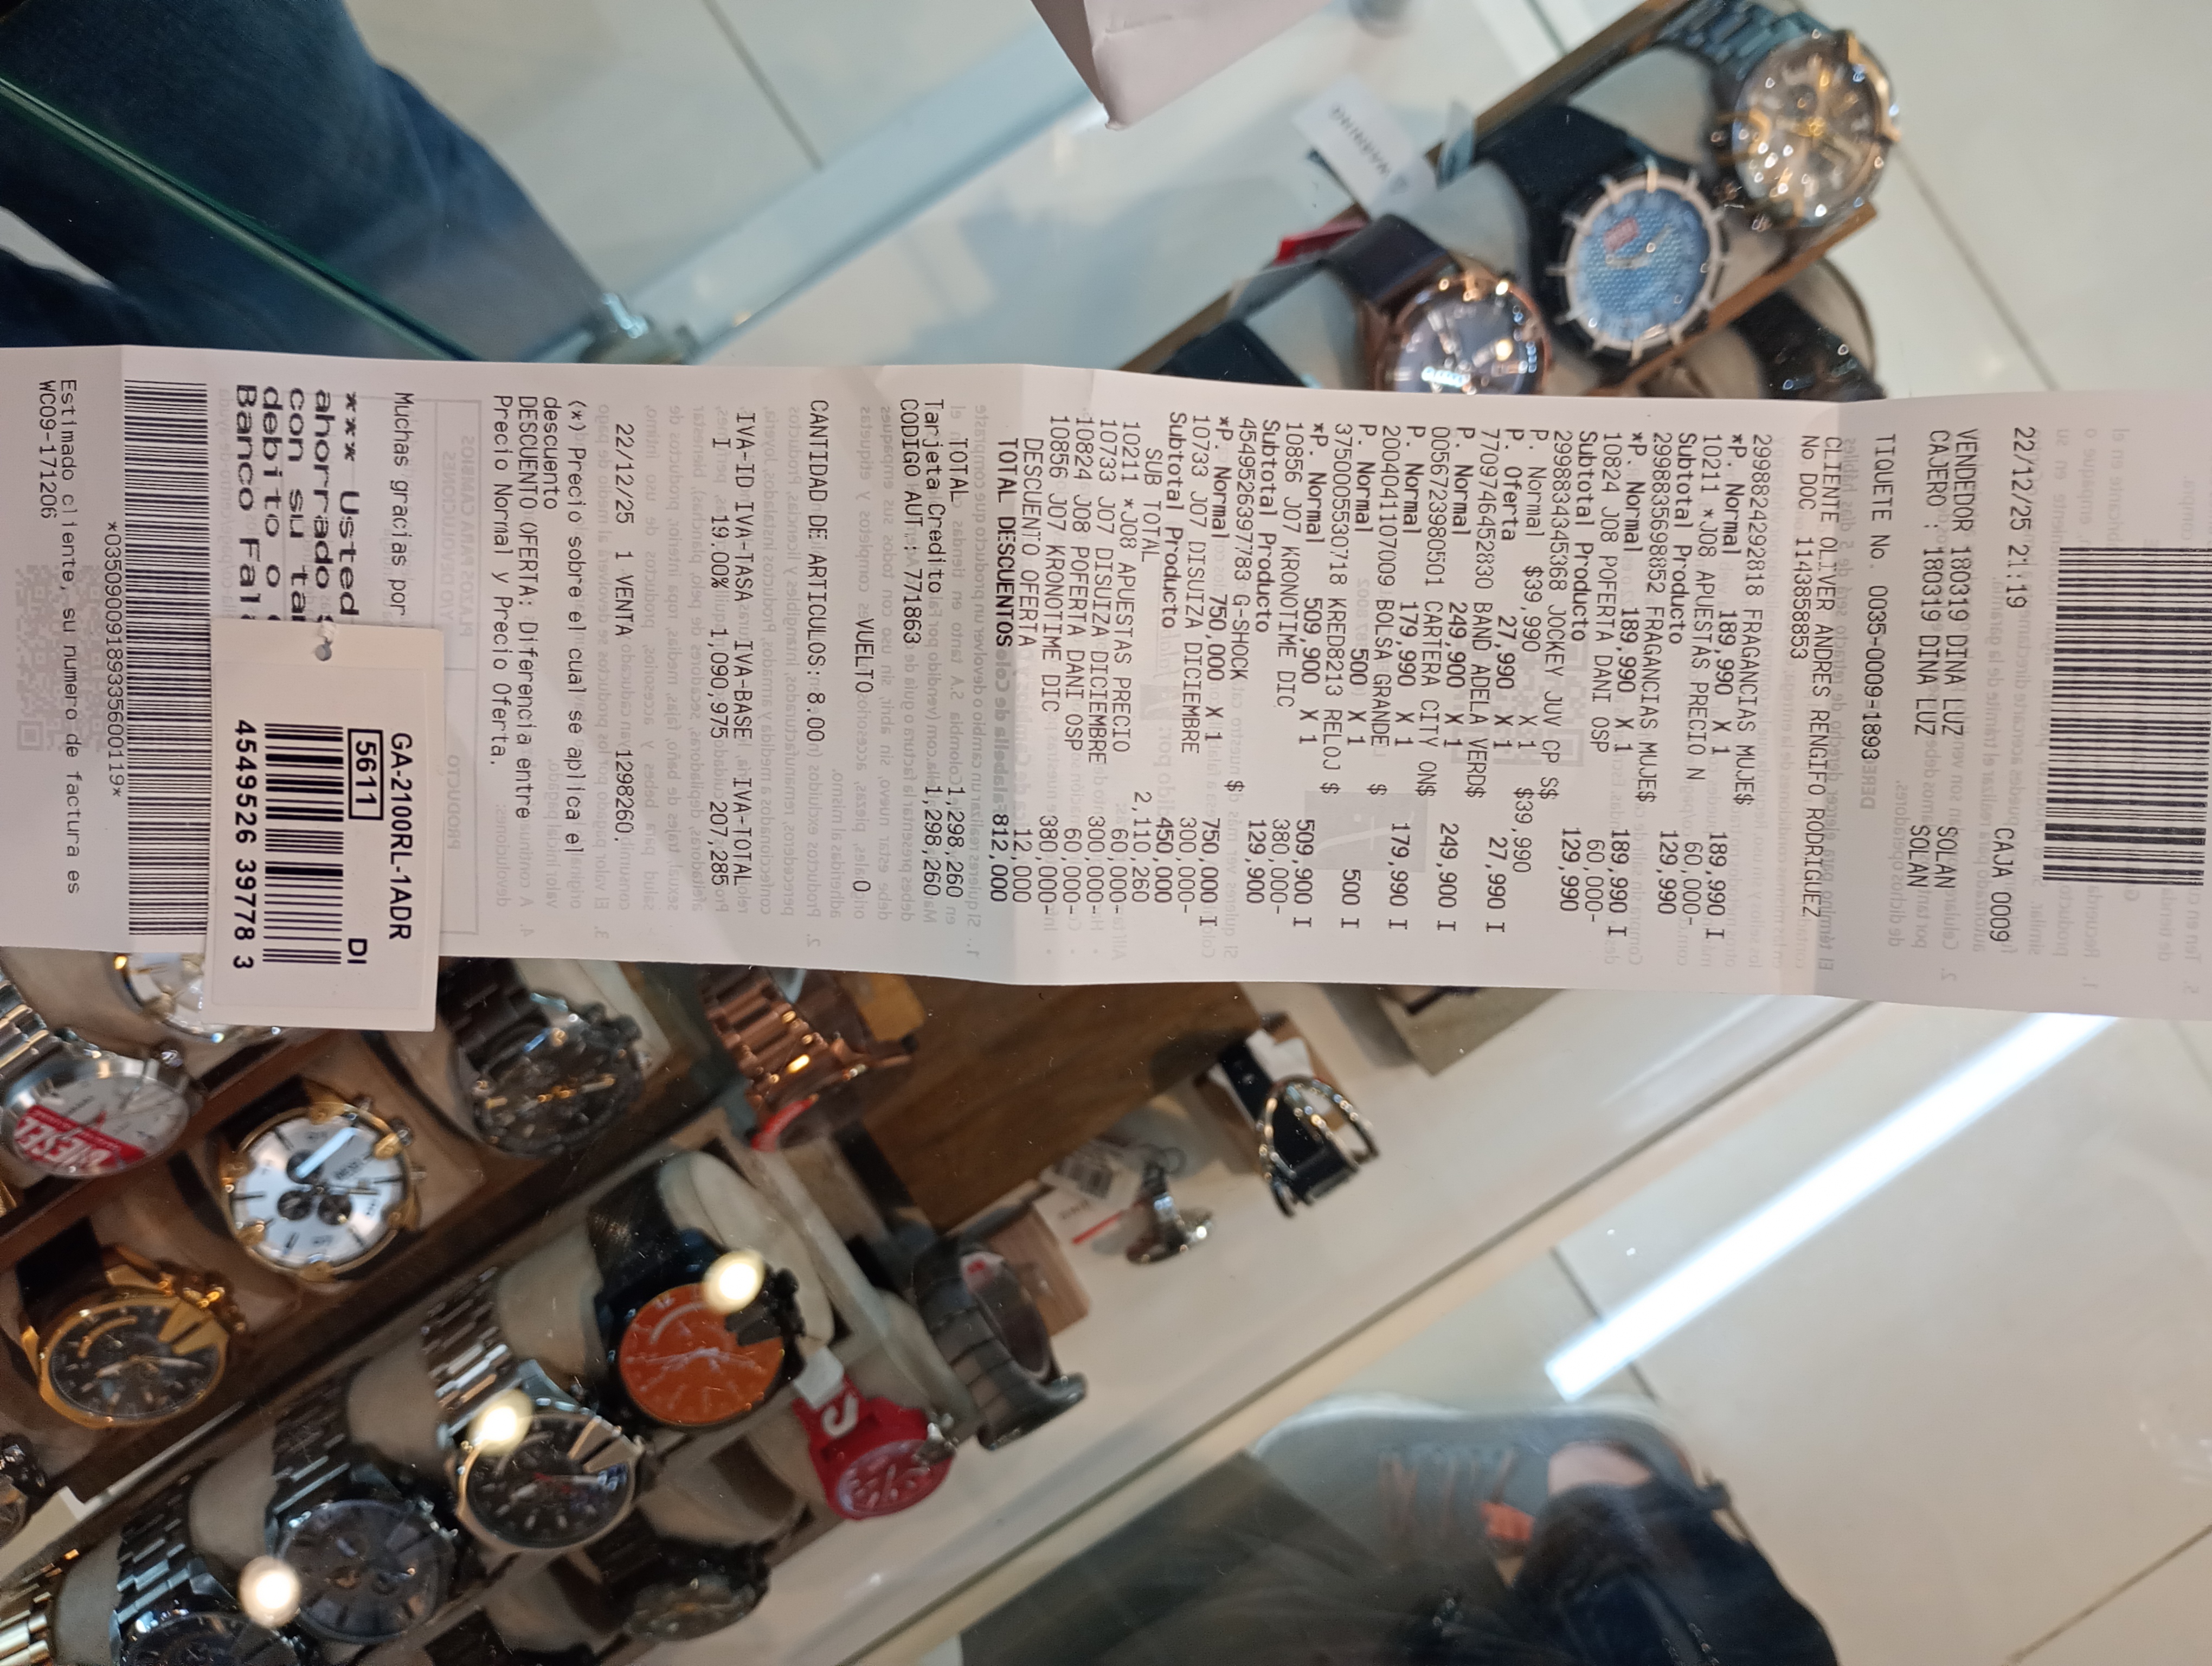 22/12/25 21:19 CAJA 0009
VENDEDOR 180319 DINA LUZ SOLAN
CAJERO : 180319 DINA LUZ SOLAN
TIQUETE No. 0035-0009-1893
CLIENTE OLIVER ANDRES RENGIFO RODRIGUEZ
No DOC 1143858853
2998824292818 FRAGANCIAS MUJE$
*P. Normal 189,990 X 1 189,990 I
10211 *J08 APUESTAS PRECIO N 60,000-
Subtotal Producto 129,990
2998835698852 FRAGANCIAS MUJE$
*P. Normal 189,990 X 1 189,990 I
10824 J08 POFERTA DANI OSP 60,000-
Subtotal Producto 129,990
2998834345368 JOCKEY JUV CP S$
P. Normal $39,990 X 1 $39,990
P. Oferta 27,990 X 1 27,990 I
7709746452830 BAND ADELA VERD$
P. Normal 249,900 X 1 249,900 I
0056723980501 CARTERA CITY ON$
P. Normal 179,990 X 1 179,990 I
2004041107009 BOLSA GRANDE $
P. Normal 500 X 1 500 I
3750005530718 KRED8213 RELOJ $
*P. Normal 509,900 X 1 509,900 I
10856 J07 KRONOTIME DIC 380,000-
Subtotal Producto 129,900
4549526397783 G-SHOCK $
*P. Normal 750,000 X 1 750,000 I
10733 J07 DISUIZA DICIEMBRE 300,000-
Subtotal Producto 450,000
SUB TOTAL 2,110,260
10211 *J08 APUESTAS PRECIO 60,000-
10733 J07 DISUIZA DICIEMBRE 300,000-
10824 J08 POFERTA DANI OSP 60,000-
10856 J07 KRONOTIME DIC 380,000-
DESCUENTO OFERTA 12,000
TOTAL DESCUENTOS 812,000
TOTAL 1,298,260
Tarjeta Credito 1,298,260
CODIGO AUT : 771863
VUELTO 0
CANTIDAD DE ARTICULOS: 8.00
IVA-ID IVA-TASA IVA-BASE IVA-TOTAL
I 19.00% 1,090,975 207,285
22/12/25 1 VENTA 1298260.
(*) Precio sobre el cual se aplica el
descuento
DESCUENTO OFERTA: Diferencia entre
Precio Normal y Precio Oferta.
Muchas gracias por
*** Usted
ahorrado $
con su tar
debito o
Banco Fal
*03509009189335600119*
Estimado cliente, su numero de factura es
WC09-171206
GA-2100RL-1ADR
5611 DI
4549526 39778 3
DIESEL